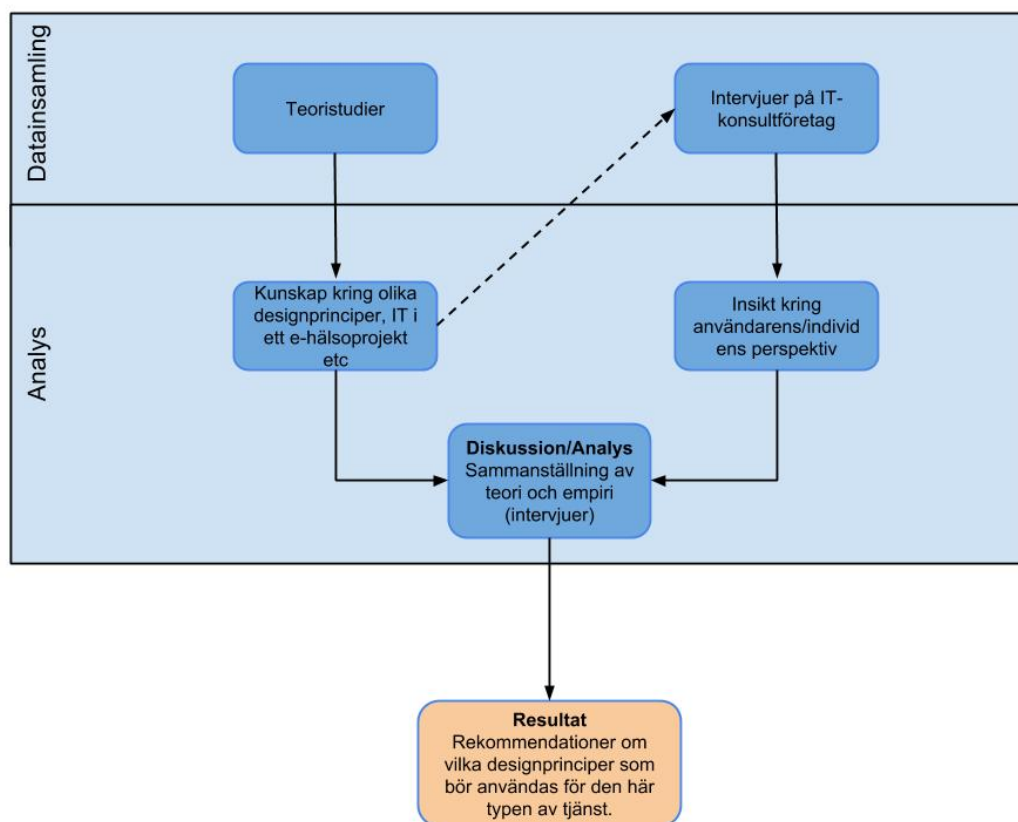 Datainsamling
Teoristudier
Intervjuer på IT-
konsultföretag
Analys
Kunskap kring olika
designprinciper, IT i
ett e-hälsoprojekt
etc
Insikt kring
användarens/individ
ens perspektiv
Diskussion/Analys
Sammanställning av
teori och empiri
(intervjuer)
Resultat
Rekommendationer om
vilka designprinciper som
bör användas för den här
typen av tjänst.